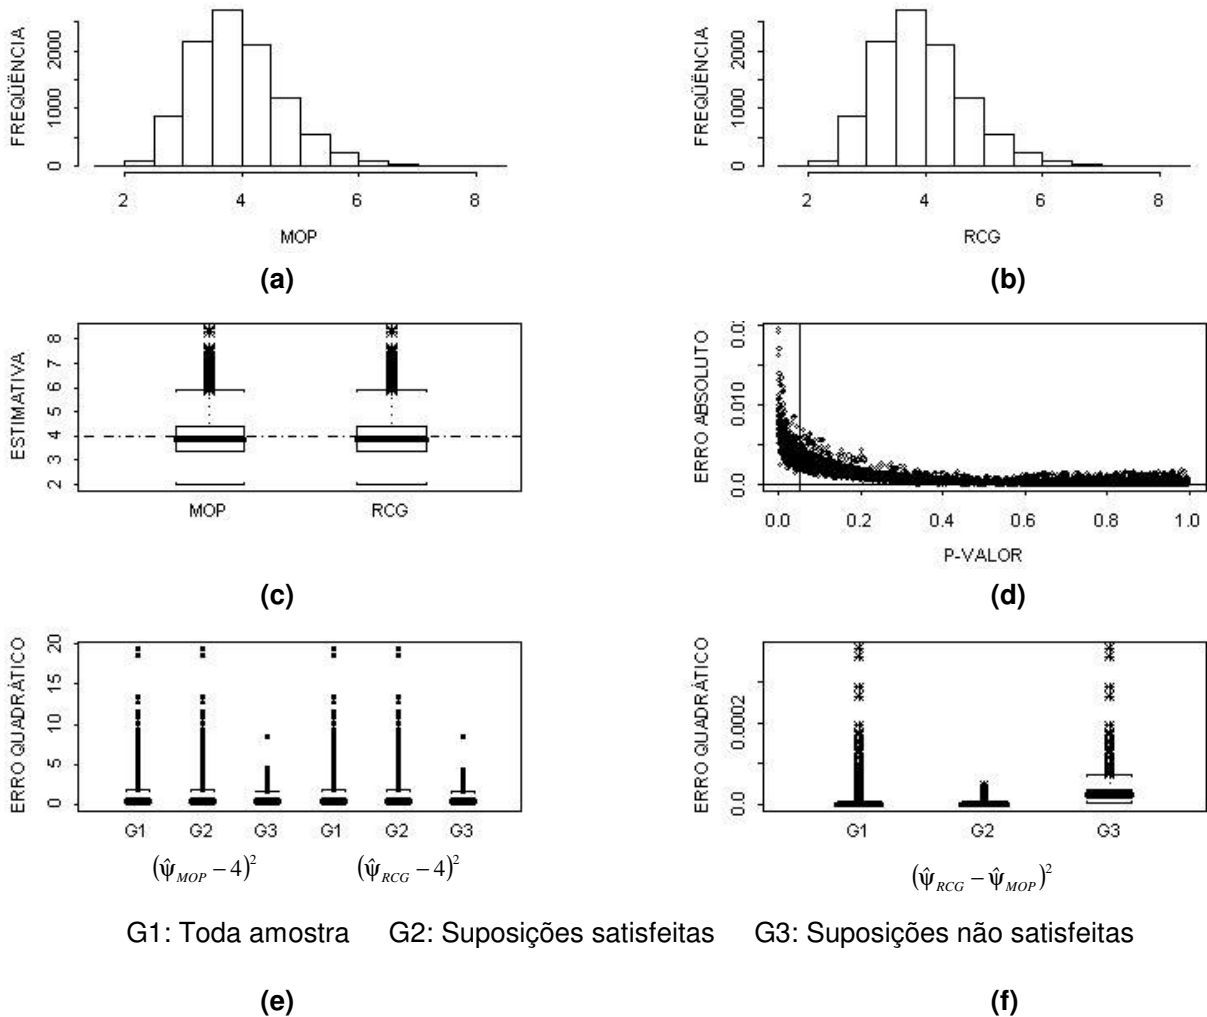 FREQÜÊNCIA
0 1000 2000
2 4 6 8
MOP
(a)
FREQÜÊNCIA
0 1000 2000
2 4 6 8
RCG
(b)
ESTIMATIVA
2 3 4 5 6 7 8
MOP RCG
(c)
ERRO ABSOLUTO
0.0 0.010
0.0 0.2 0.4 0.6 0.8 1.0
P-VALOR
(d)
ERRO QUADRÁTICO
0 5 10 15 20
G1 G2 G3 G1 G2 G3
(ψ̂_MOP − 4)² (ψ̂_RCG − 4)²
ERRO QUADRÁTICO
0.0 0.0002
G1 G2 G3
(ψ̂_RCG − ψ̂_MOP)²
G1: Toda amostra G2: Suposições satisfeitas G3: Suposições não satisfeitas
(e)
(f)